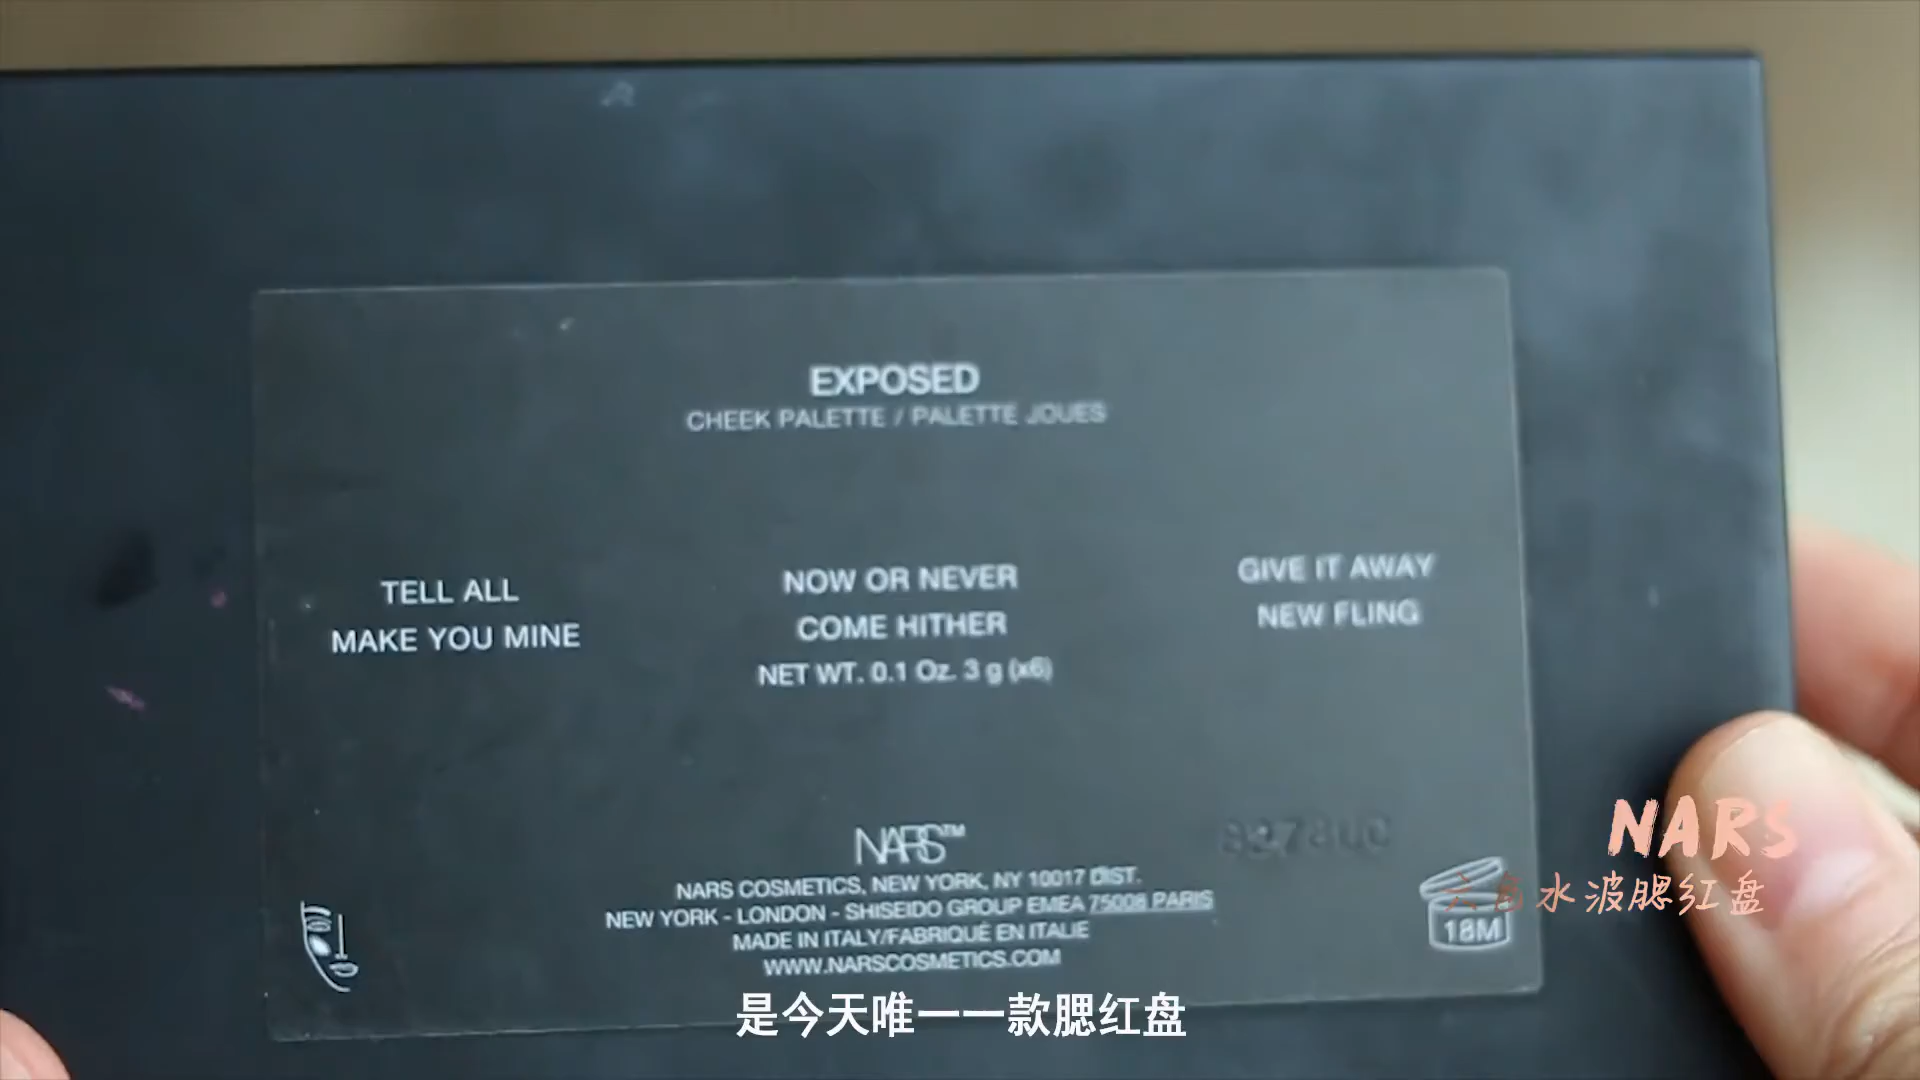 EXPOSED
CHEEK PALETTE / PALETTE JOUES
TELL ALL
MAKE YOU MINE
NOW OR NEVER
COME HITHER
NET WT. 0.1 Oz. 3 g (x6)
GIVE IT AWAY
NEW FLING
NARS™
NARS COSMETICS, NEW YORK, NY 10017 DIST.
NEW YORK - LONDON - SHISEIDO GROUP EMEA 75008 PARIS
MADE IN ITALY/FABRIQUÉ EN ITALIE
WWW.NARSCOSMETICS.COM
18M
NARS
六色水波腮红盘
是今天唯一一款腮红盘